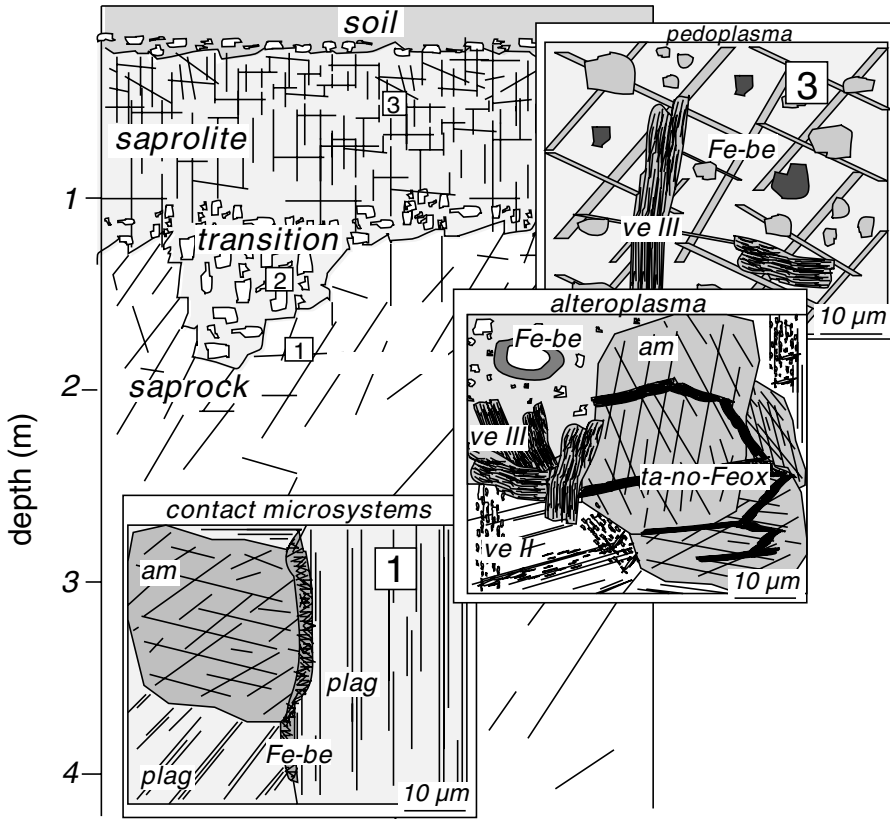 soil
saprolite
3
1
transition
2
1
saprock
2
depth (m)
3
4
pedoplasma
3
Fe-be
ve III
10 µm
alteroplasma
Fe-be
am
ve III
ta-no-Feox
ve II
10 µm
contact microsystems
am
1
plag
Fe-be
plag
10 µm